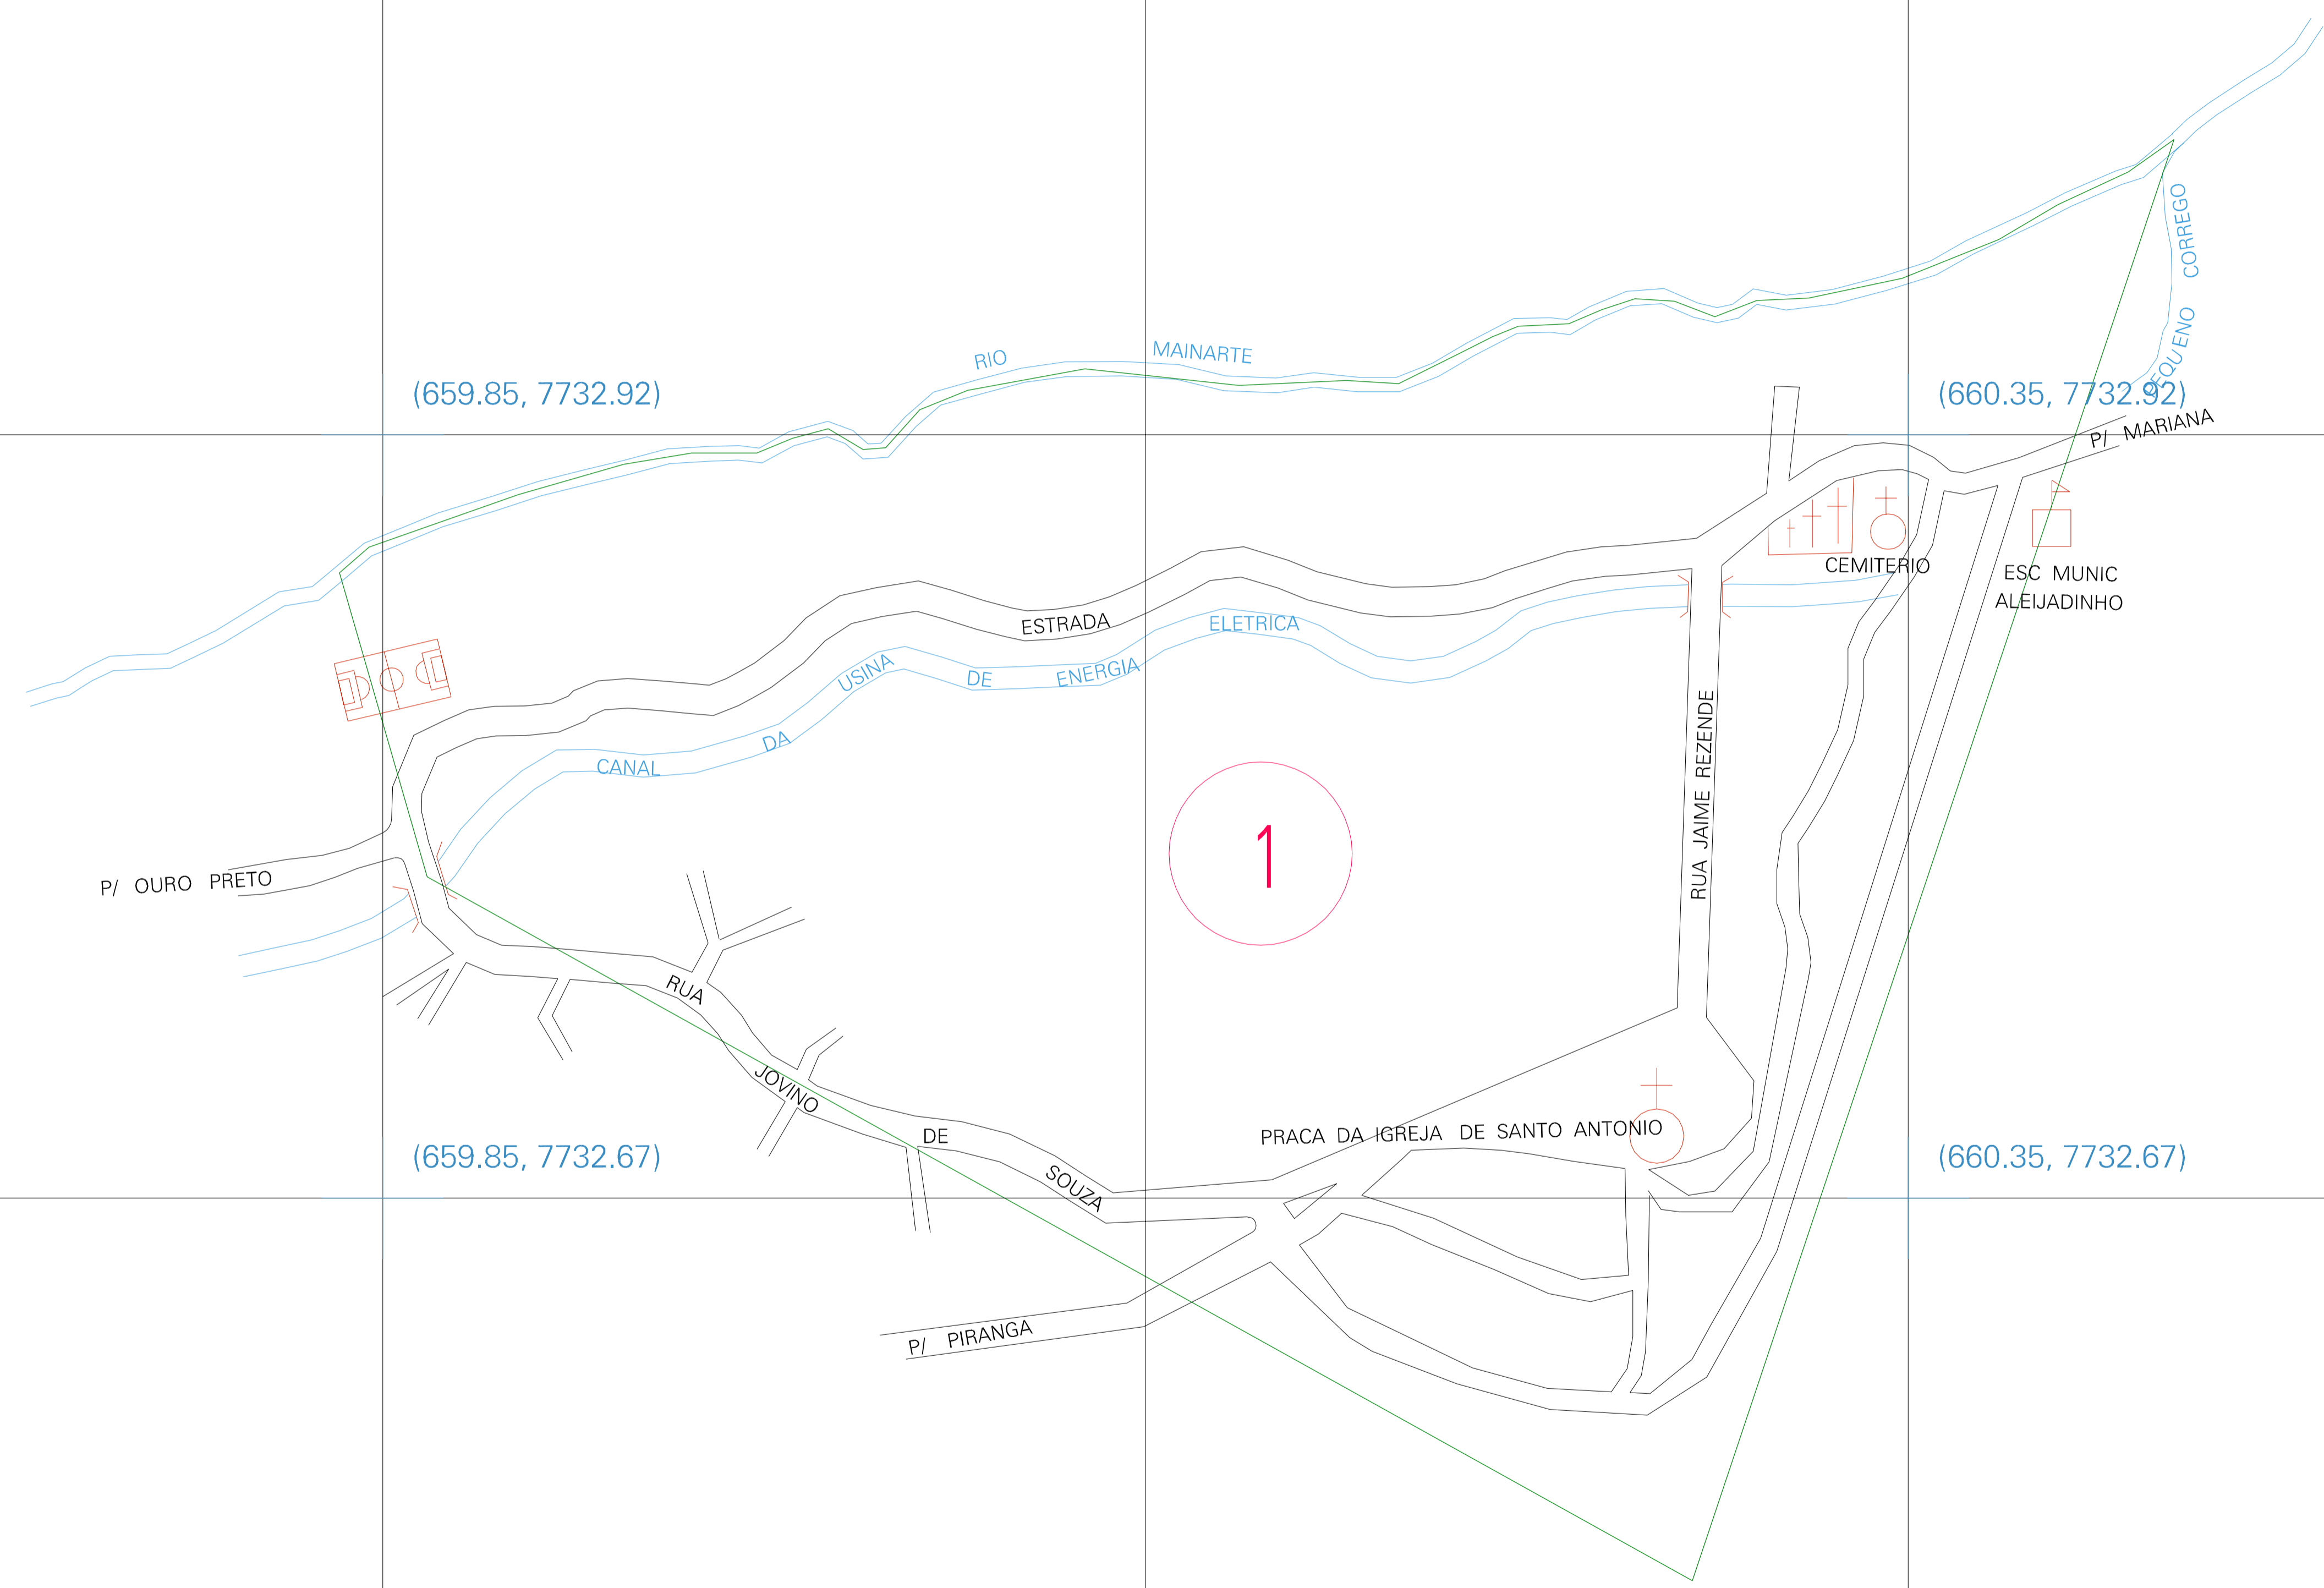 CORREGO
PEQUENO
RIO MAINARTE
(659.85, 7732.92)
(660.35, 7732.92)
P/ MARIANA
CEMITERIO
ESC MUNIC
ALEIJADINHO
ESTRADA
CANAL DA USINA DE ENERGIA ELETRICA
RUA JAIME REZENDE
1
P/ OURO PRETO
RUA JOVINO DE SOUZA
PRACA DA IGREJA DE SANTO ANTONIO
(659.85, 7732.67)
(660.35, 7732.67)
P/ PIRANGA